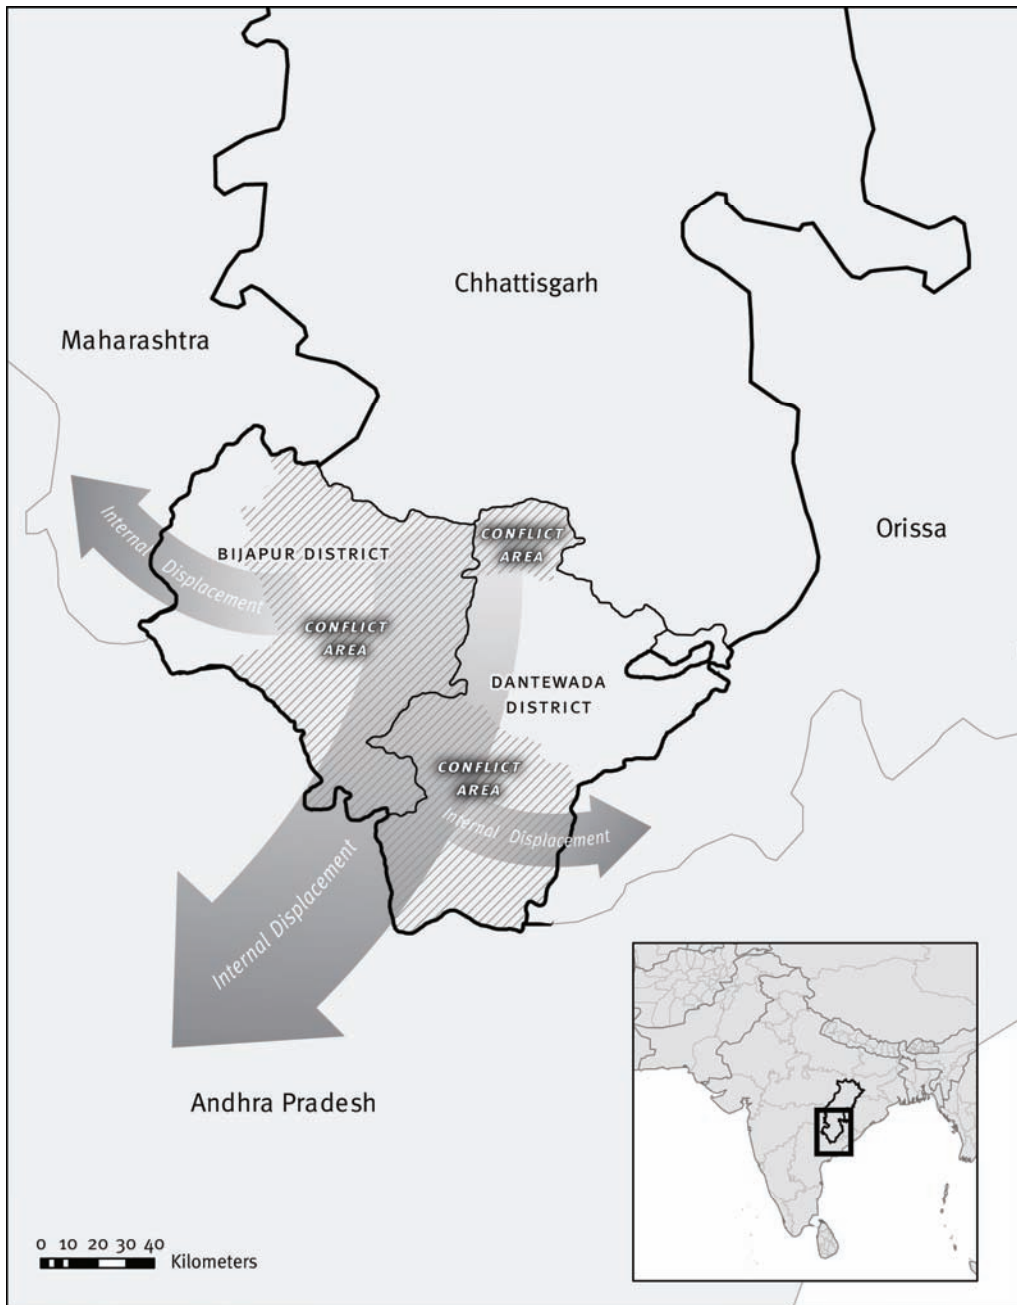 Chhattisgarh
Maharashtra
Orissa
CONFLICT
AREA
Internal Displacement
BIJAPUR DISTRICT
CONFLICT
AREA
DANTEWADA
DISTRICT
CONFLICT
AREA
Internal Displacement
Internal Displacement
Andhra Pradesh
0 10 20 30 40
Kilometers